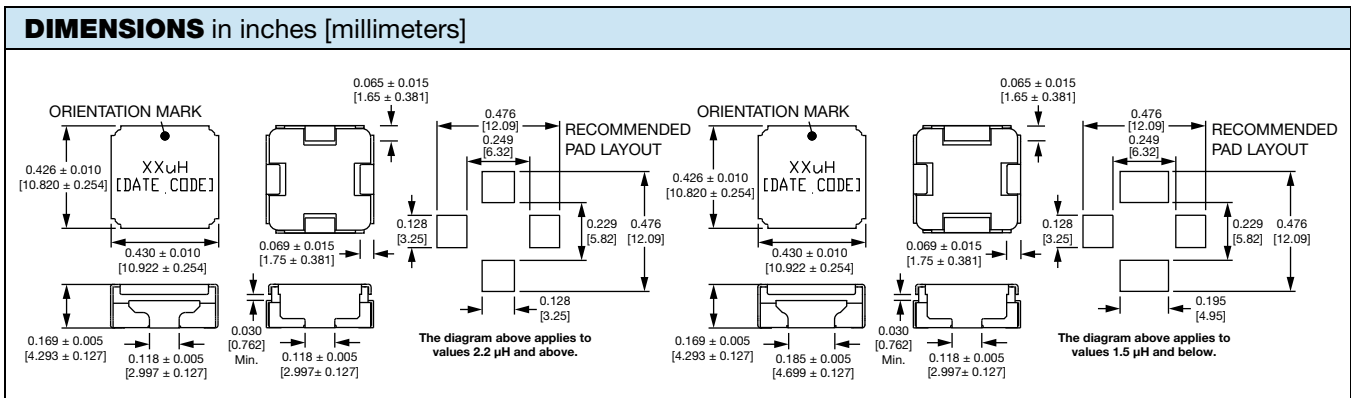 DIMENSIONS in inches [millimeters]
ORIENTATION MARK
XXuH
[DATE CODE]
0.426 ± 0.010
[10.820 ± 0.254]
0.430 ± 0.010
[10.922 ± 0.254]
0.065 ± 0.015
[1.65 ± 0.381]
0.069 ± 0.015
[1.75 ± 0.381]
0.476
[12.09]
0.249
[6.32]
RECOMMENDED
PAD LAYOUT
0.128
[3.25]
0.229
[5.82]
0.476
[12.09]
0.128
[3.25]
0.169 ± 0.005
[4.293 ± 0.127]
0.118 ± 0.005
[2.997 ± 0.127]
0.030
[0.762]
Min.
0.118 ± 0.005
[2.997± 0.127]
The diagram above applies to
values 2.2 µH and above.
ORIENTATION MARK
XXuH
[DATE CODE]
0.426 ± 0.010
[10.820 ± 0.254]
0.430 ± 0.010
[10.922 ± 0.254]
0.065 ± 0.015
[1.65 ± 0.381]
0.069 ± 0.015
[1.75 ± 0.381]
0.476
[12.09]
0.249
[6.32]
RECOMMENDED
PAD LAYOUT
0.128
[3.25]
0.229
[5.82]
0.476
[12.09]
0.195
[4.95]
0.169 ± 0.005
[4.293 ± 0.127]
0.185 ± 0.005
[4.699 ± 0.127]
0.030
[0.762]
Min.
0.118 ± 0.005
[2.997± 0.127]
The diagram above applies to
values 1.5 µH and below.